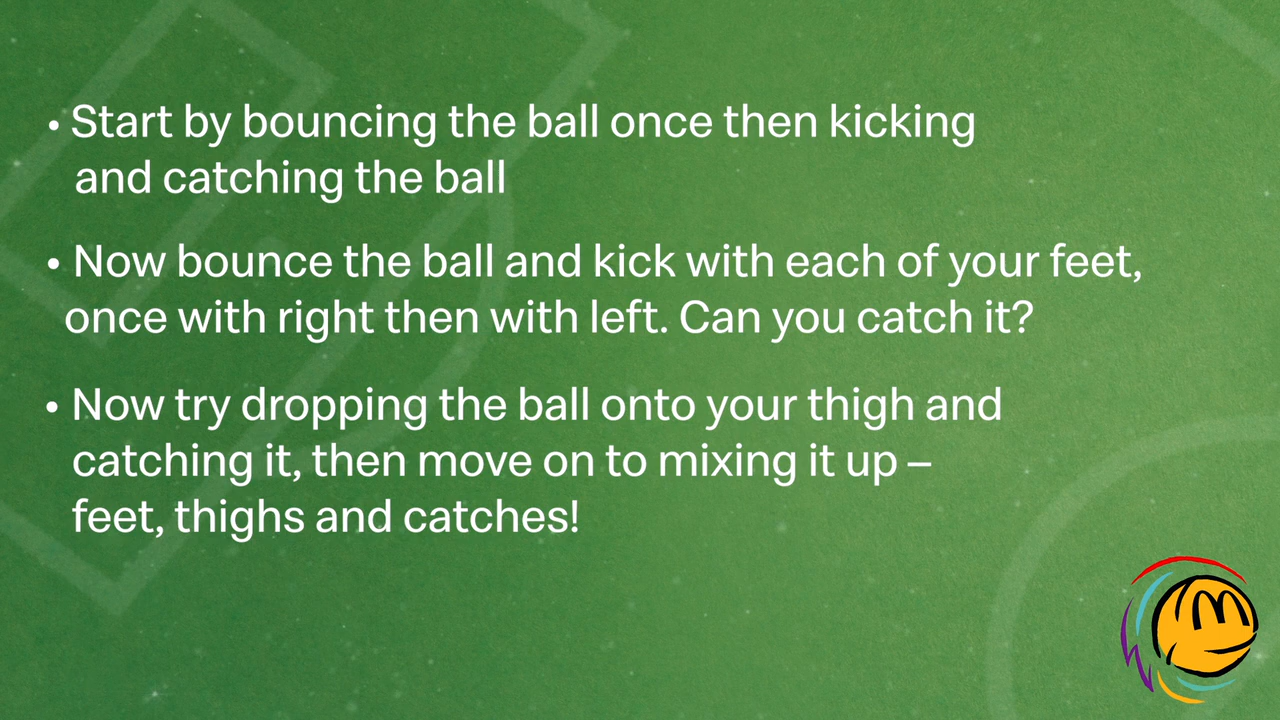 • Start by bouncing the ball once then kicking
and catching the ball
• Now bounce the ball and kick with each of your feet,
once with right then with left. Can you catch it?
• Now try dropping the ball onto your thigh and
catching it, then move on to mixing it up –
feet, thighs and catches!